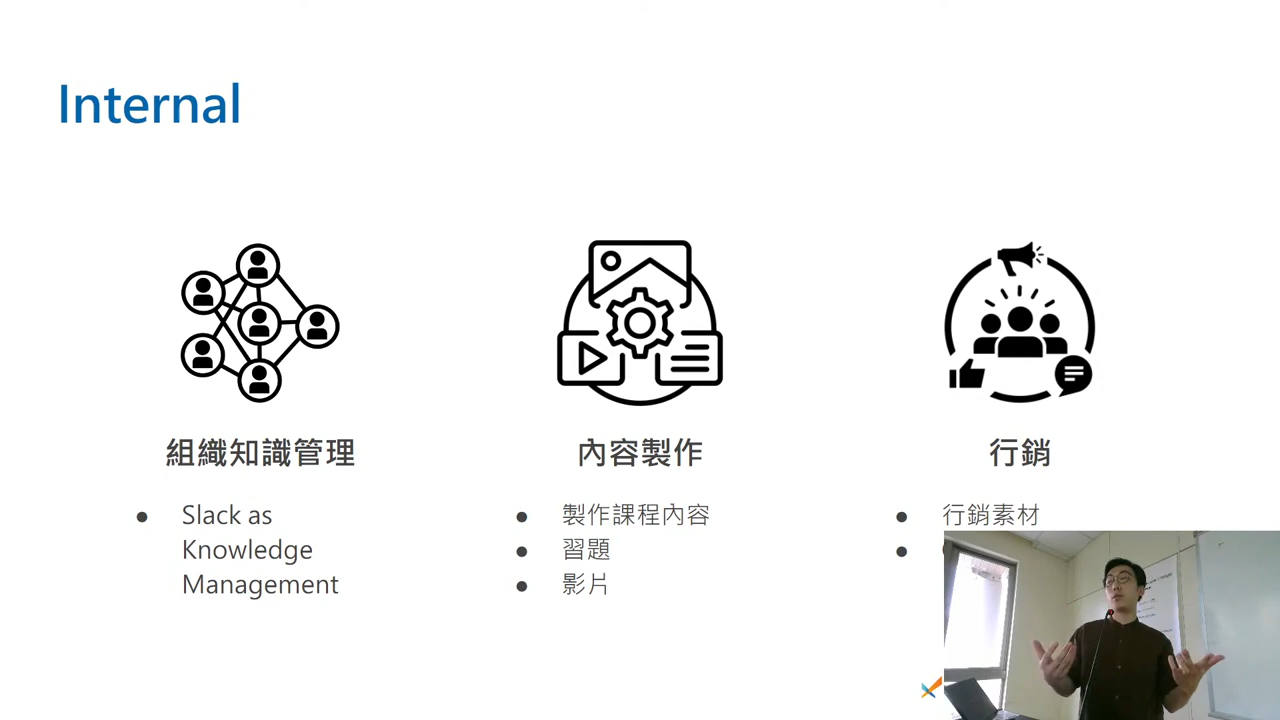 Internal
組織知識管理
● Slack as
Knowledge
Management
內容製作
● 製作課程內容
● 習題
● 影片
行銷
● 行銷素材
●